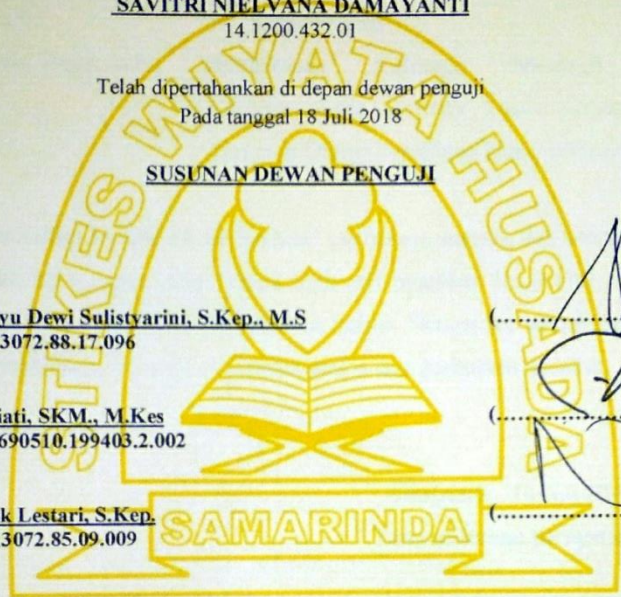 SAVITRI NIELVANA DAMAYANTI
14.1200.432.01
Telah dipertahankan di depan dewan penguji
Pada tanggal 18 Juli 2018
SUSUNAN DEWAN PENGUJI
STIKES WIYATA HUSADA
yu Dewi Sulistyarini, S.Kep., M.S (..............
3072.88.17.096
iati, SKM., M.Kes (..............
690510.199403.2.002
k Lestari, S.Kep. (..............
3072.85.09.009
SAMARINDA